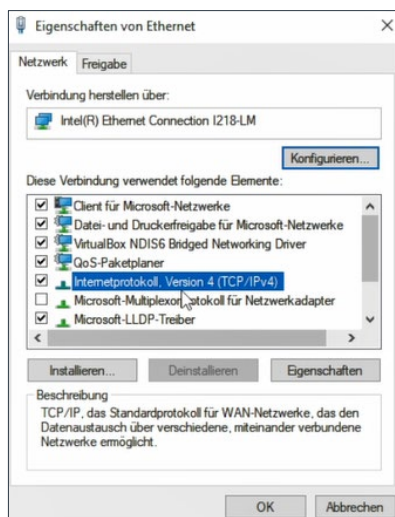 Eigenschaften von Ethernet
Netzwerk Freigabe
Verbindung herstellen über:
Intel(R) Ethernet Connection I218-LM
Konfigurieren...
Diese Verbindung verwendet folgende Elemente:
Client für Microsoft-Netzwerke
Datei- und Druckerfreigabe für Microsoft-Netzwerke
VirtualBox NDIS6 Bridged Networking Driver
QoS-Paketplaner
Internetprotokoll, Version 4 (TCP/IPv4)
Microsoft-Multiplexorprotokoll für Netzwerkadapter
Microsoft-LLDP-Treiber
Installieren... Deinstallieren Eigenschaften
Beschreibung
TCP/IP, das Standardprotokoll für WAN-Netzwerke, das den
Datenaustausch über verschiedene, miteinander verbundene
Netzwerke ermöglicht.
OK Abbrechen